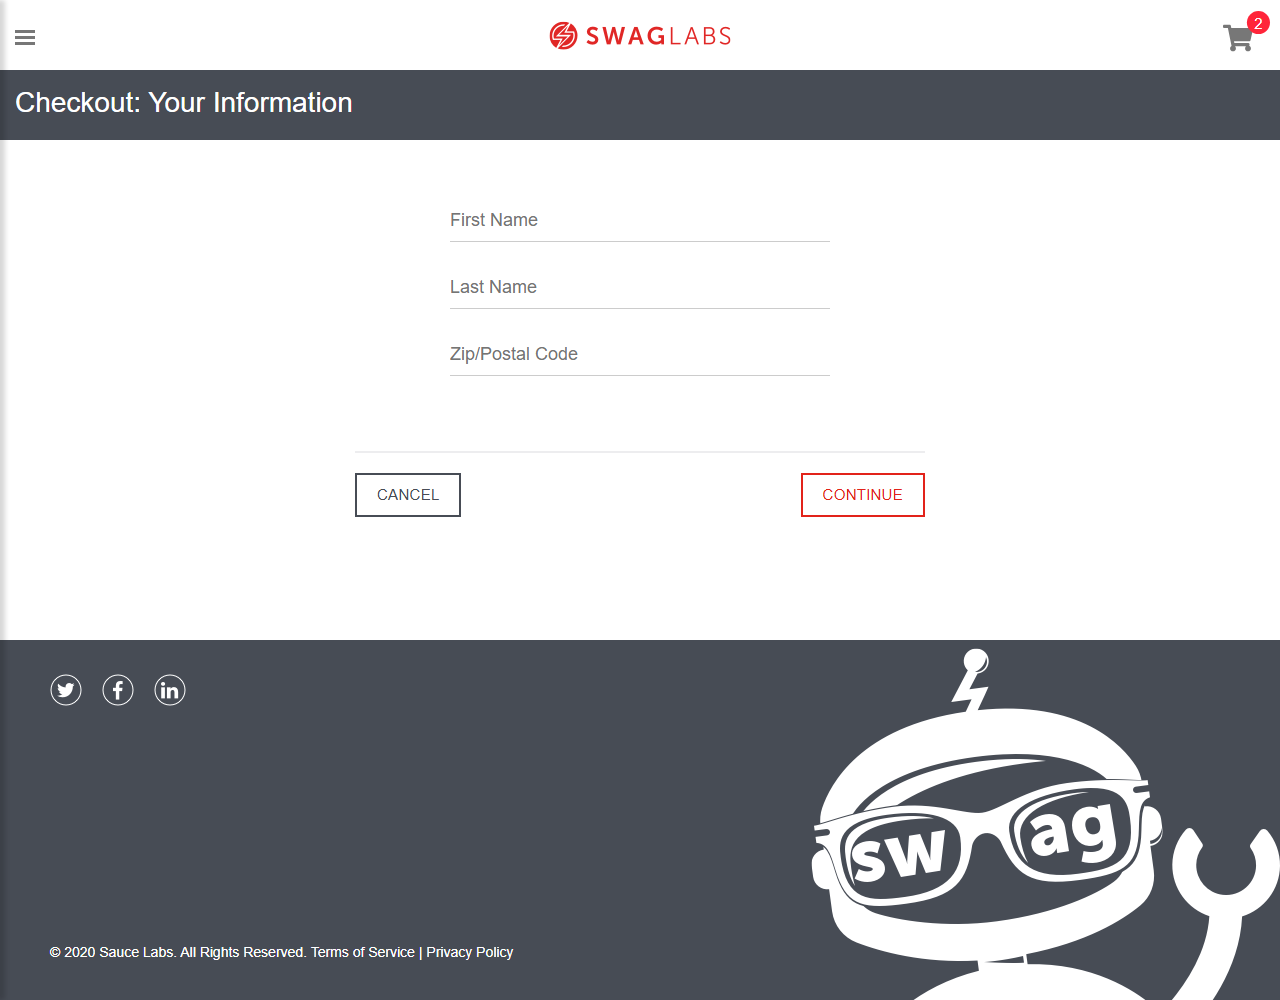 SWAGLABS
2
Checkout: Your Information
First Name
Last Name
Zip/Postal Code
CANCEL
CONTINUE
sw ag
© 2020 Sauce Labs. All Rights Reserved. Terms of Service | Privacy Policy